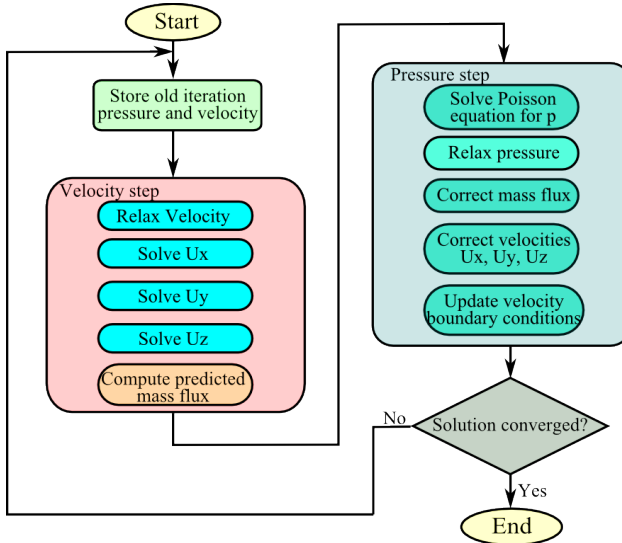 Start
Store old iteration
pressure and velocity
Velocity step
Relax Velocity
Solve Ux
Solve Uy
Solve Uz
Compute predicted
mass flux
Pressure step
Solve Poisson
equation for p
Relax pressure
Correct mass flux
Correct velocities
Ux, Uy, Uz
Update velocity
boundary conditions
Solution converged?
No
Yes
End